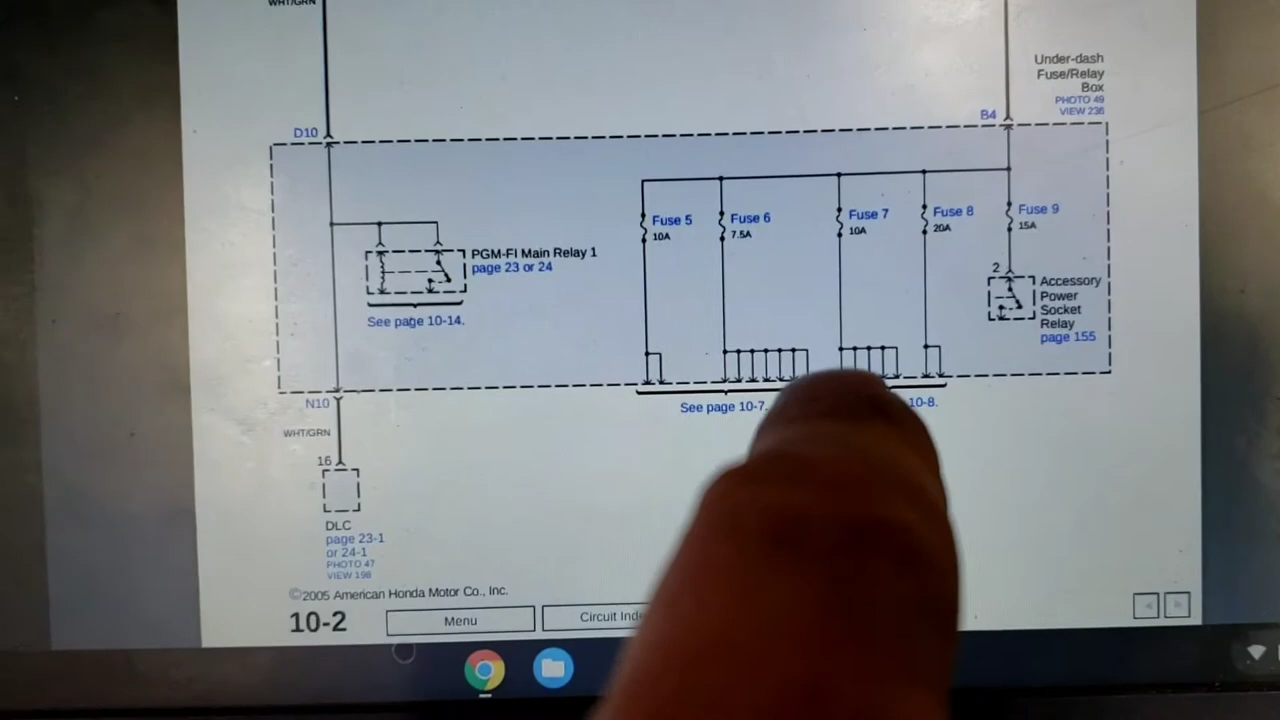 WHT/GRN
Under-dash
Fuse/Relay
Box
PHOTO 49
VIEW 236
B4
D10
Fuse 5
10A
Fuse 6
7.5A
Fuse 7
10A
Fuse 8
20A
Fuse 9
15A
PGM-FI Main Relay 1
page 23 or 24
See page 10-14.
2
Accessory
Power
Socket
Relay
page 155
N10
See page 10-7.
10-8.
WHT/GRN
16
DLC
page 23-1
or 24-1
PHOTO 47
VIEW 198
©2005 American Honda Motor Co., Inc.
10-2
Menu
Circuit